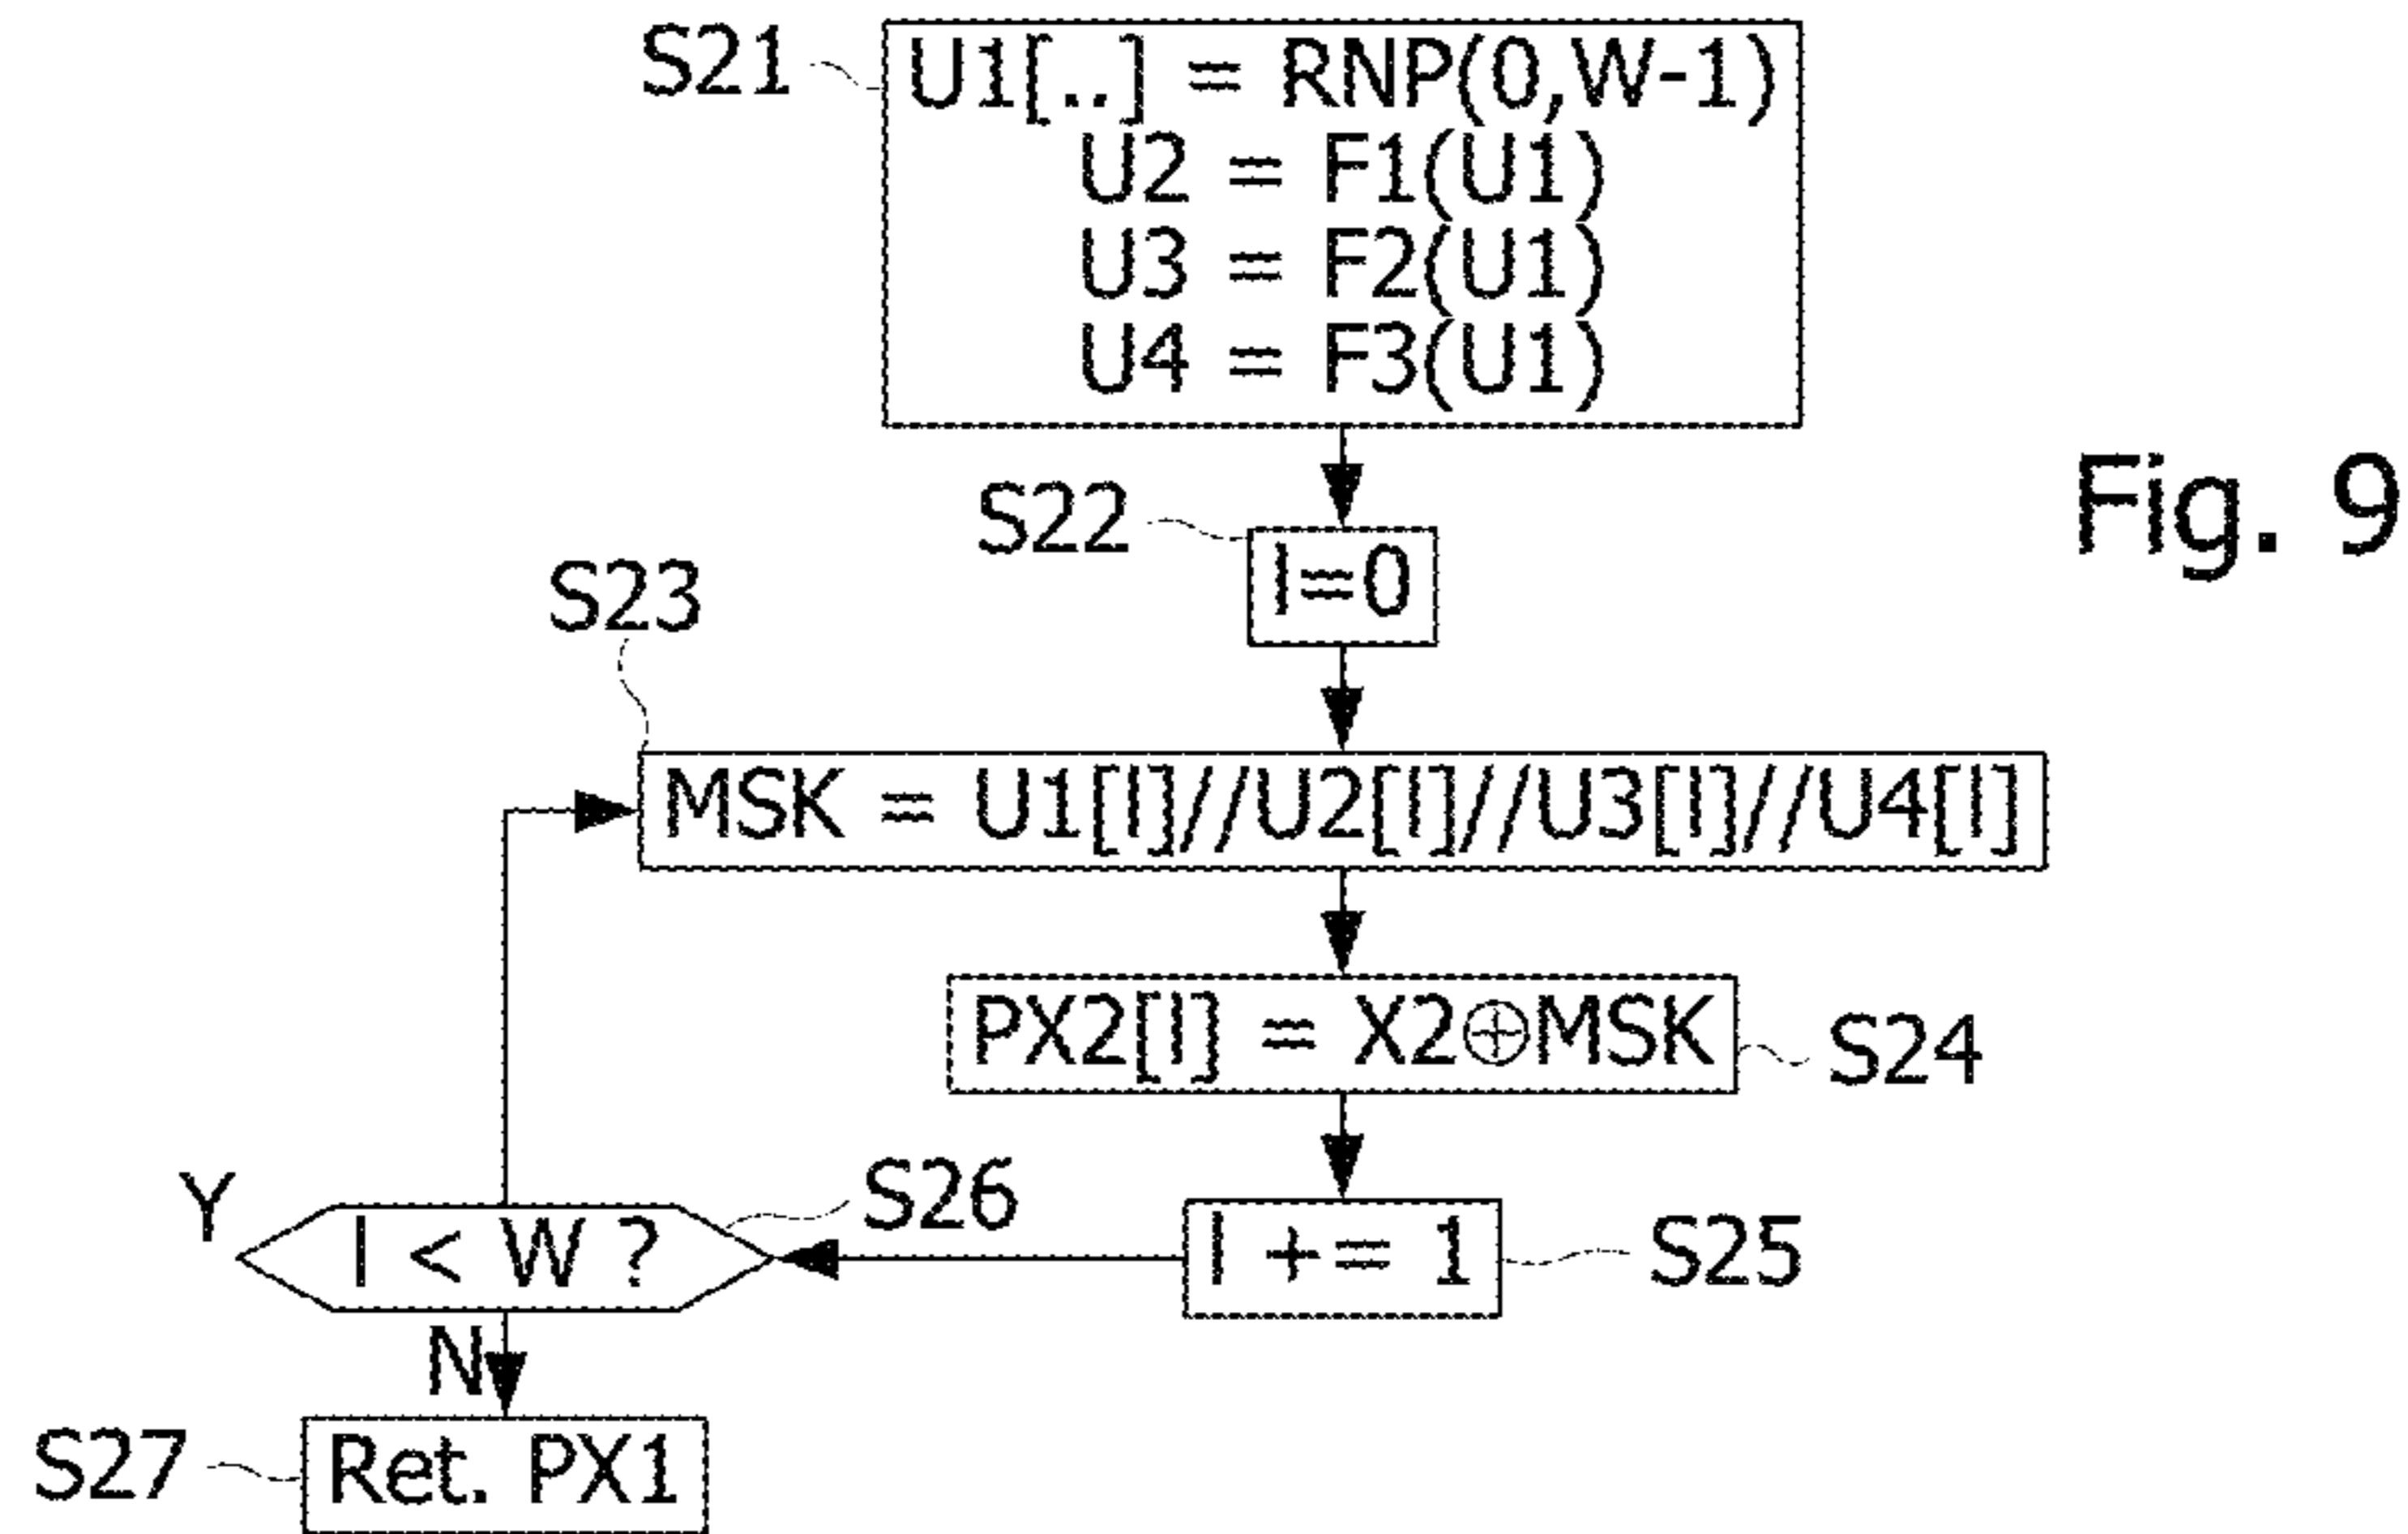 S21
U1[..] = RNP(0,W-1)
U2 = F1(U1)
U3 = F2(U1)
U4 = F3(U1)
Fig. 9
S22
I=0
S23
MSK = U1[I]//U2[I]//U3[I]//U4[I]
PX2[I] = X2⊕MSK
S24
Y
I < W ?
S26
I += 1
S25
N
S27
Ret. PX1